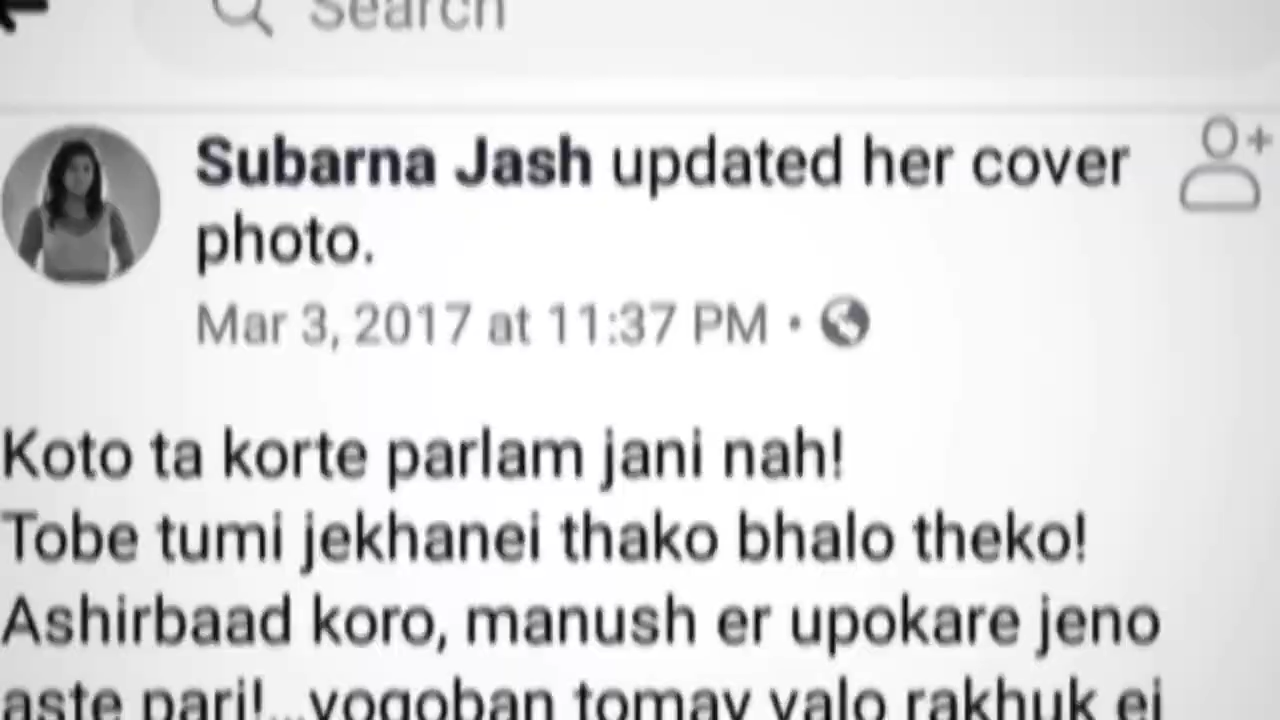 Search
Subarna Jash updated her cover
photo.
Mar 3, 2017 at 11:37 PM •
Koto ta korte parlam jani nah!
Tobe tumi jekhanei thako bhalo theko!
Ashirbaad koro, manush er upokare jeno
aste pari!...vogoban tomay valo rakhuk ei